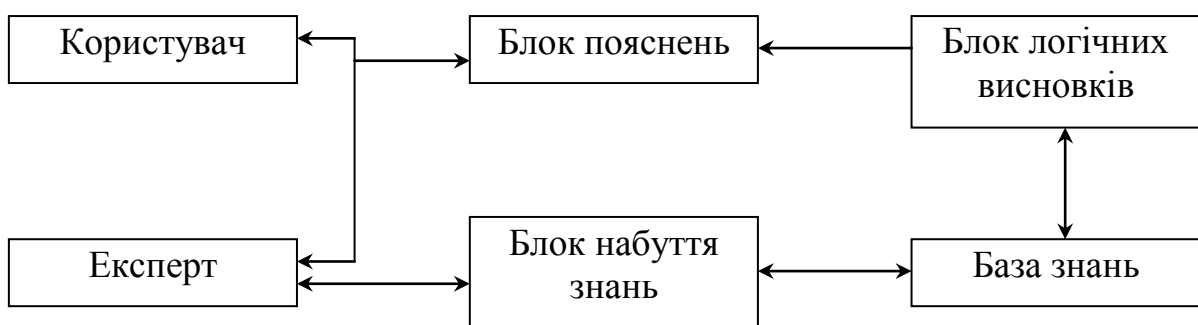 Користувач
Блок пояснень
Блок логічних
висновків
Експерт
Блок набуття
знань
База знань